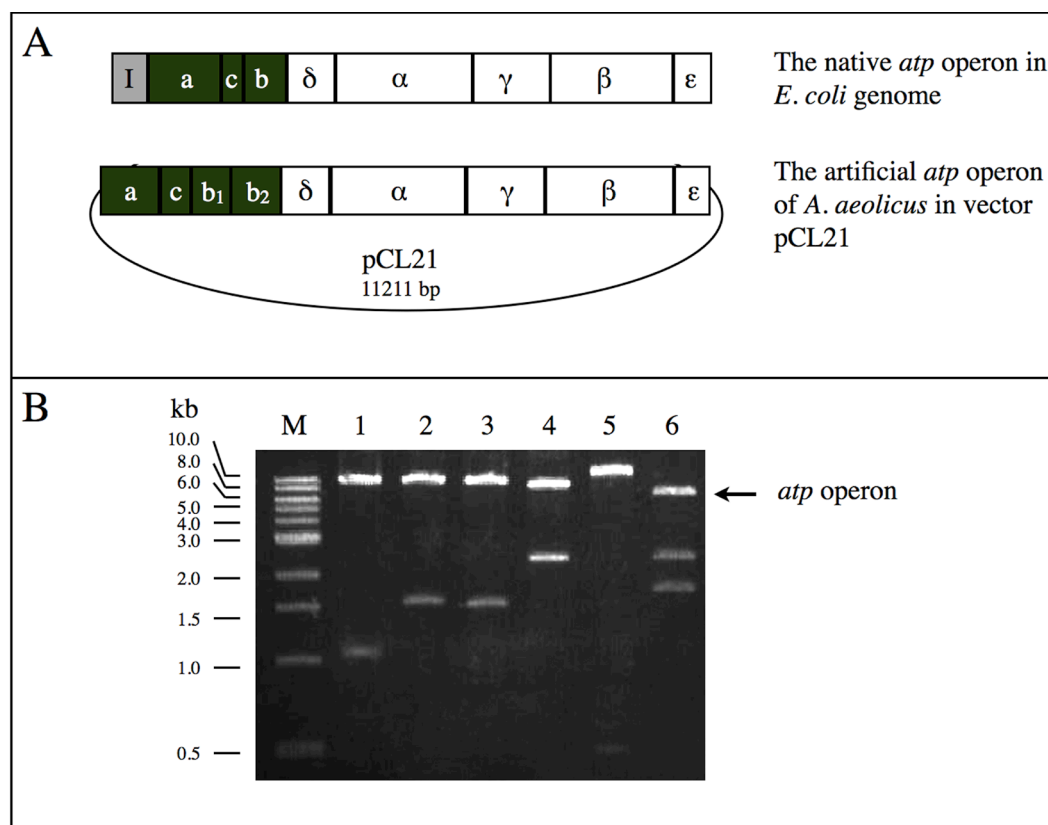 A
I a c b δ α γ β ε
The native atp operon in
E. coli genome
a c b1 b2 δ α γ β ε
The artificial atp operon
of A. aeolicus in vector
pCL21
pCL21
11211 bp
B
kb M 1 2 3 4 5 6
10.0
8.0
6.0
5.0
4.0
3.0
2.0
1.5
1.0
0.5
atp operon